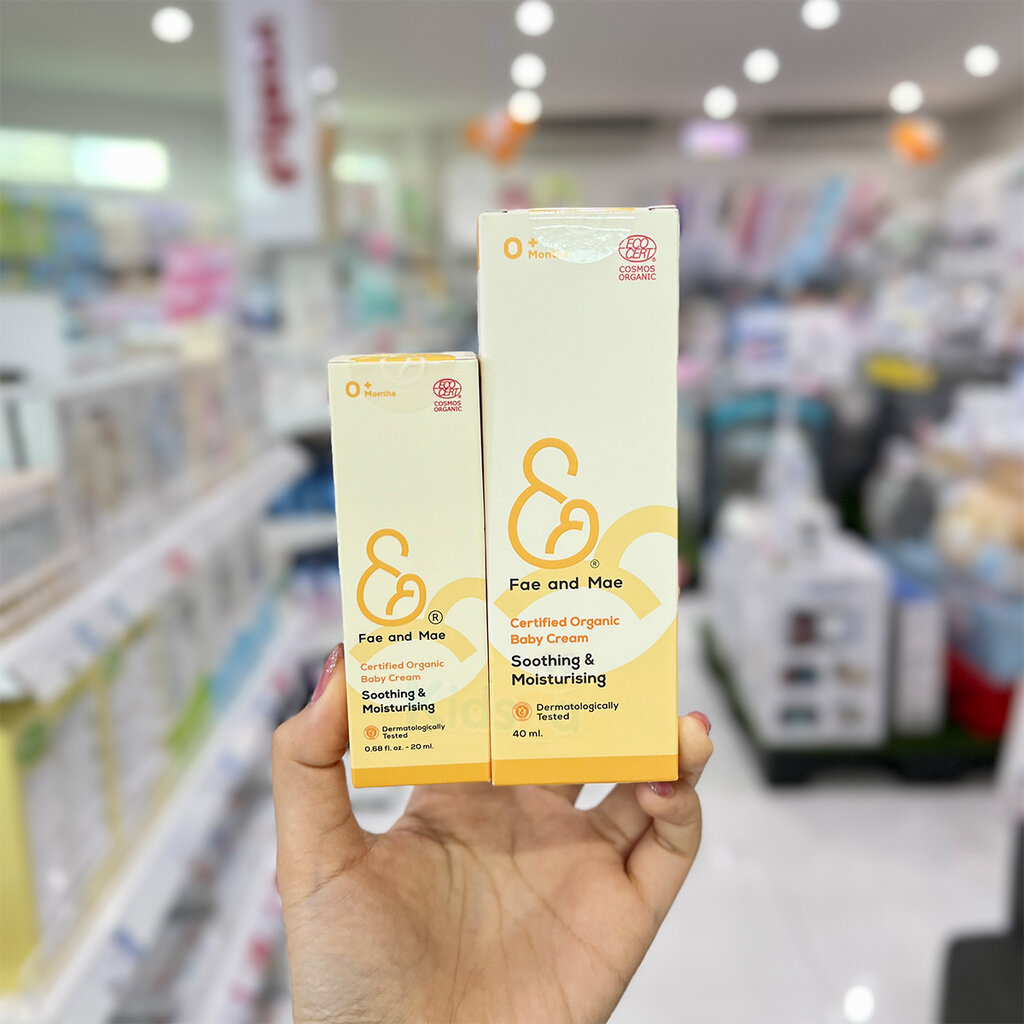 0+
Months
ECO
CERT®
COSMOS
ORGANIC
®
Fae and Mae
Certified Organic
Baby Cream
Soothing &
Moisturising
Dermatologically
Tested
0.68 fl. oz. - 20 ml.
0+
Months
ECO
CERT®
COSMOS
ORGANIC
®
Fae and Mae
Certified Organic
Baby Cream
Soothing &
Moisturising
Dermatologically
Tested
40 ml.